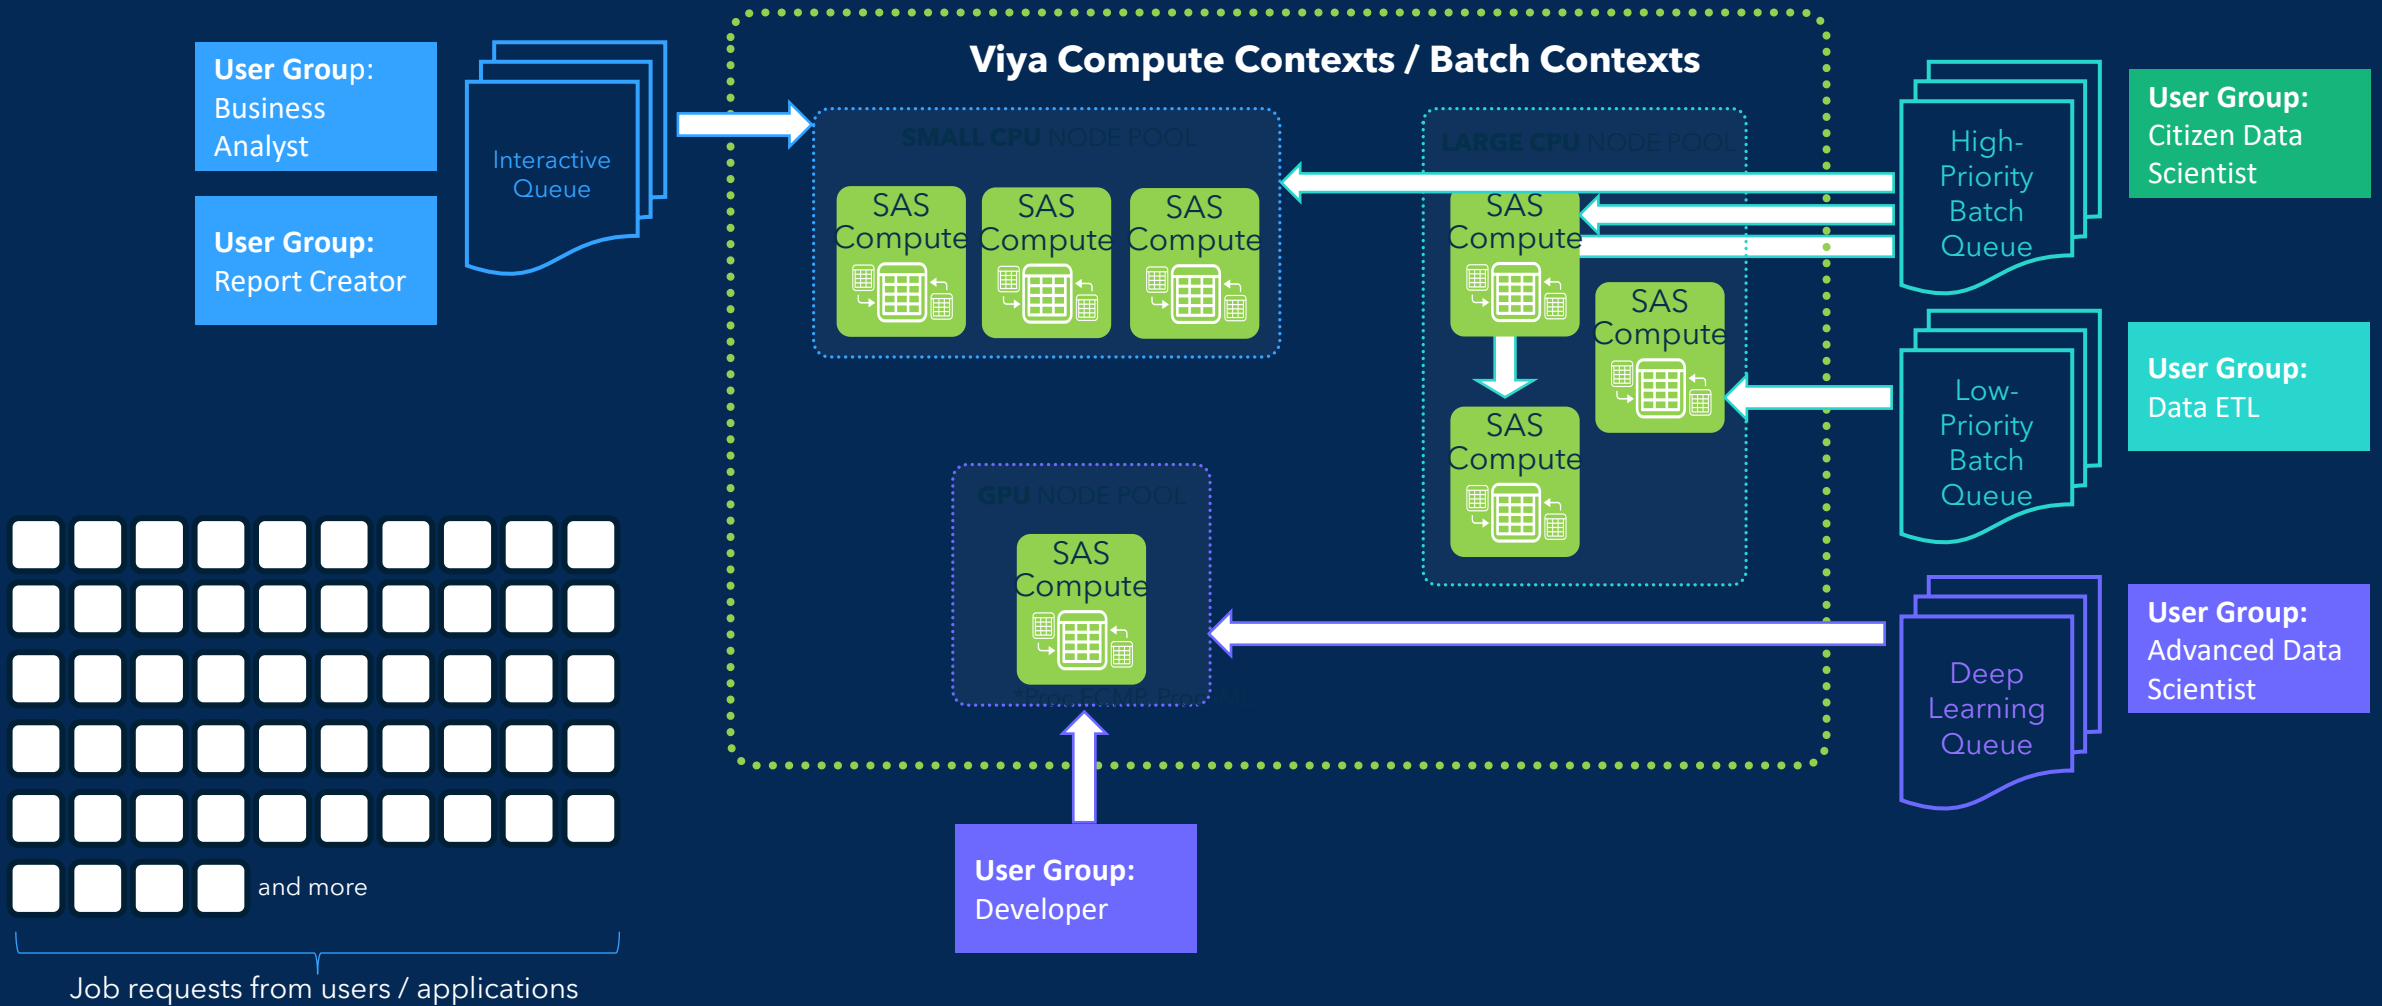 Viya Compute Contexts / Batch Contexts
User Group:
Business
Analyst
User Group:
Report Creator
Interactive
Queue
SMALL CPU NODE POOL
SAS
Compute
SAS
Compute
SAS
Compute
LARGE CPU NODE POOL
SAS
Compute
SAS
Compute
SAS
Compute
GPU NODE POOL
SAS
Compute
*Proc FCMP, Proc
High-
Priority
Batch
Queue
User Group:
Citizen Data
Scientist
Low-
Priority
Batch
Queue
User Group:
Data ETL
Deep
Learning
Queue
User Group:
Advanced Data
Scientist
User Group:
Developer
and more
Job requests from users / applications